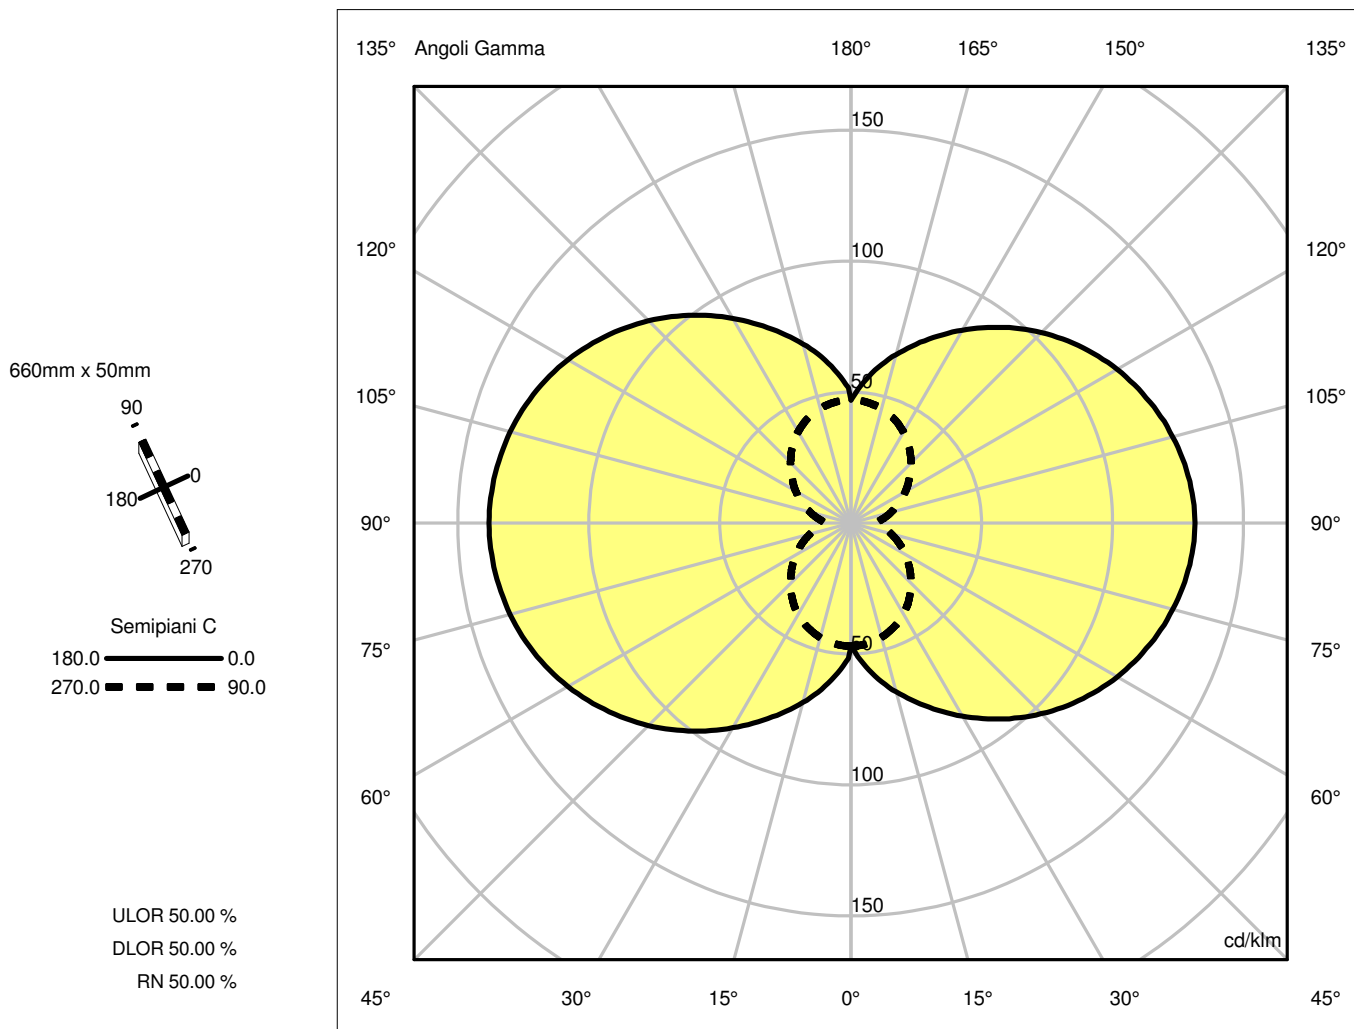 135° Angoli Gamma 180° 165° 150° 135°
150
120° 100 120°
660mm x 50mm
50
105° 105°
90
0
180
90° 90°
270
Semipiani C
50
180.0 0.0
75° 75°
270.0 90.0
100
60° 60°
150
ULOR 50.00 %
cd/klm
DLOR 50.00 %
RN 50.00 %
45° 30° 15° 0° 15° 30° 45°